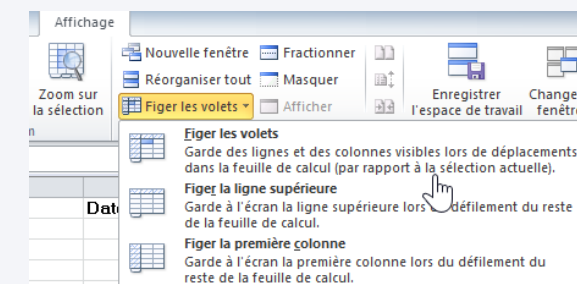 Affichage
Nouvelle fenêtre Fractionner
Réorganiser tout Masquer
Zoom sur la sélection
Figer les volets Afficher
Enregistrer l'espace de travail
Figer les volets
Garde des lignes et des colonnes visibles lors de déplacements
dans la feuille de calcul (par rapport à la sélection actuelle).
Figer la ligne supérieure
Garde à l'écran la ligne supérieure lors défilement du reste
de la feuille de calcul.
Figer la première colonne
Garde à l'écran la première colonne lors du défilement du
reste de la feuille de calcul.